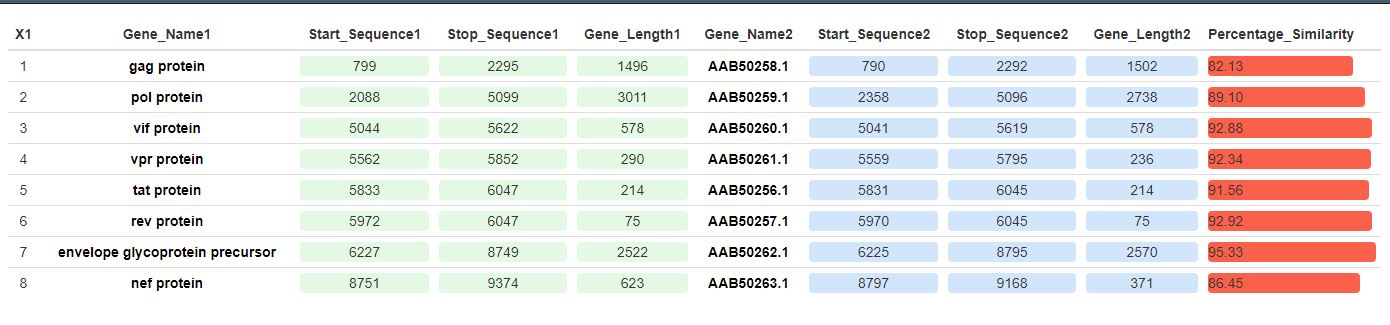 X1 Gene_Name1 Start_Sequence1 Stop_Sequence1 Gene_Length1 Gene_Name2 Start_Sequence2 Stop_Sequence2 Gene_Length2 Percentage_Similarity
1 gag protein 799 2295 1496 AAB50258.1 790 2292 1502 82.13
2 pol protein 2088 5099 3011 AAB50259.1 2358 5096 2738 89.10
3 vif protein 5044 5622 578 AAB50260.1 5041 5619 578 92.88
4 vpr protein 5562 5852 290 AAB50261.1 5559 5795 236 92.34
5 tat protein 5833 6047 214 AAB50256.1 5831 6045 214 91.56
6 rev protein 5972 6047 75 AAB50257.1 5970 6045 75 92.92
7 envelope glycoprotein precursor 6227 8749 2522 AAB50262.1 6225 8795 2570 95.33
8 nef protein 8751 9374 623 AAB50263.1 8797 9168 371 86.45